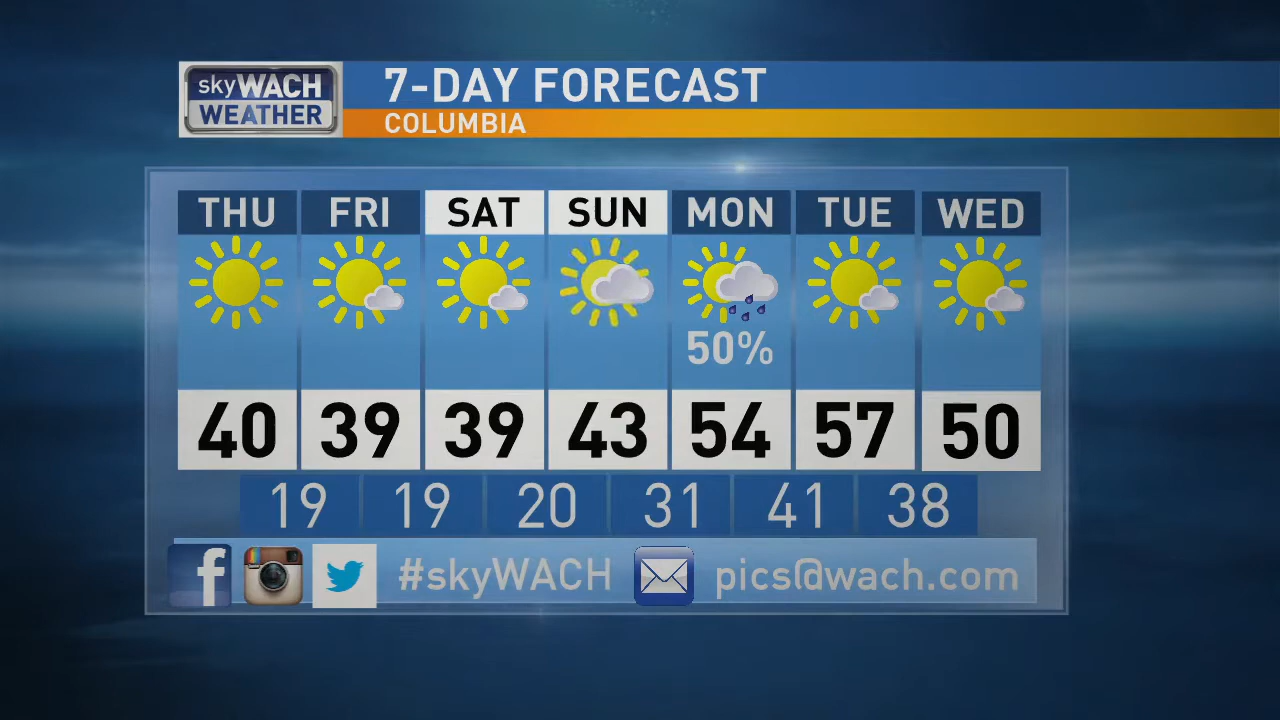 skyWACH
WEATHER
7-DAY FORECAST
COLUMBIA
THU FRI SAT SUN MON TUE WED
50%
40 39 39 43 54 57 50
19 19 20 31 41 38
f #skyWACH pics@wach.com